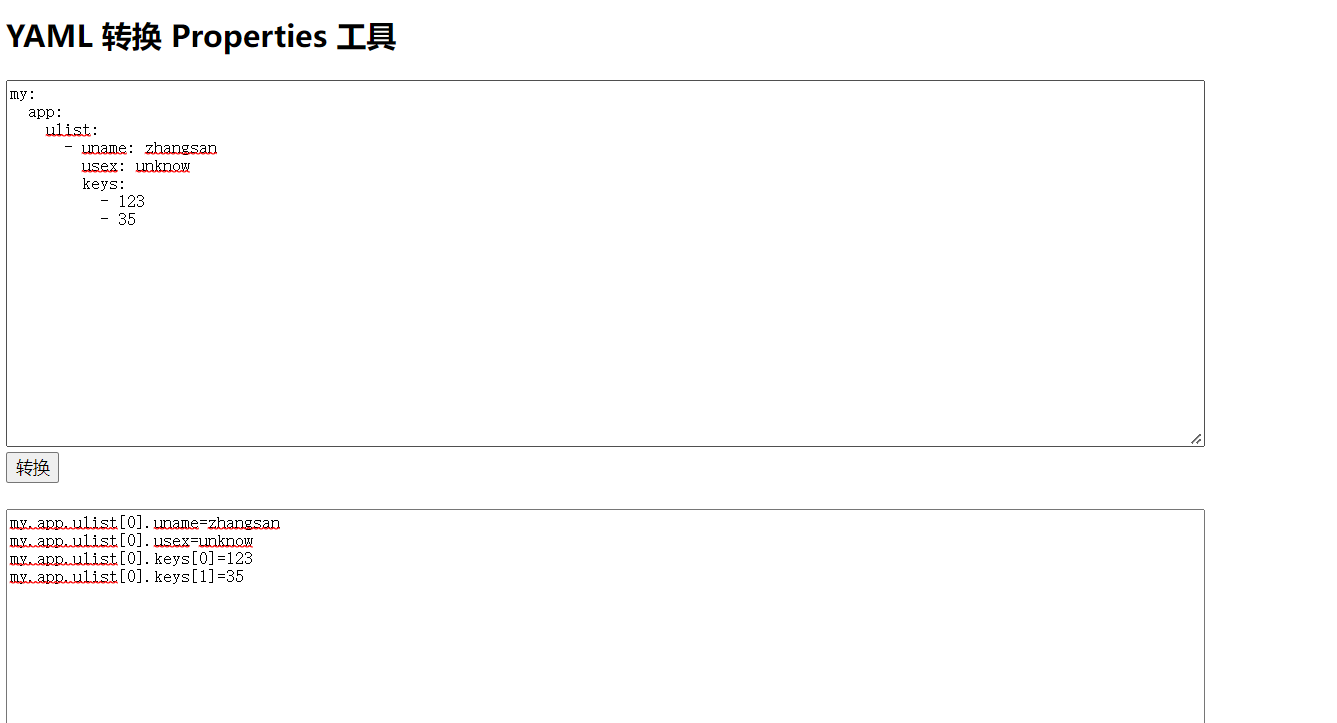 YAML 转换 Properties 工具
my:
  app:
    ulist:
      - uname: zhangsan
        usex: unknow
        keys:
          - 123
          - 35
转换
my.app.ulist[0].uname=zhangsan
my.app.ulist[0].usex=unknow
my.app.ulist[0].keys[0]=123
my.app.ulist[0].keys[1]=35